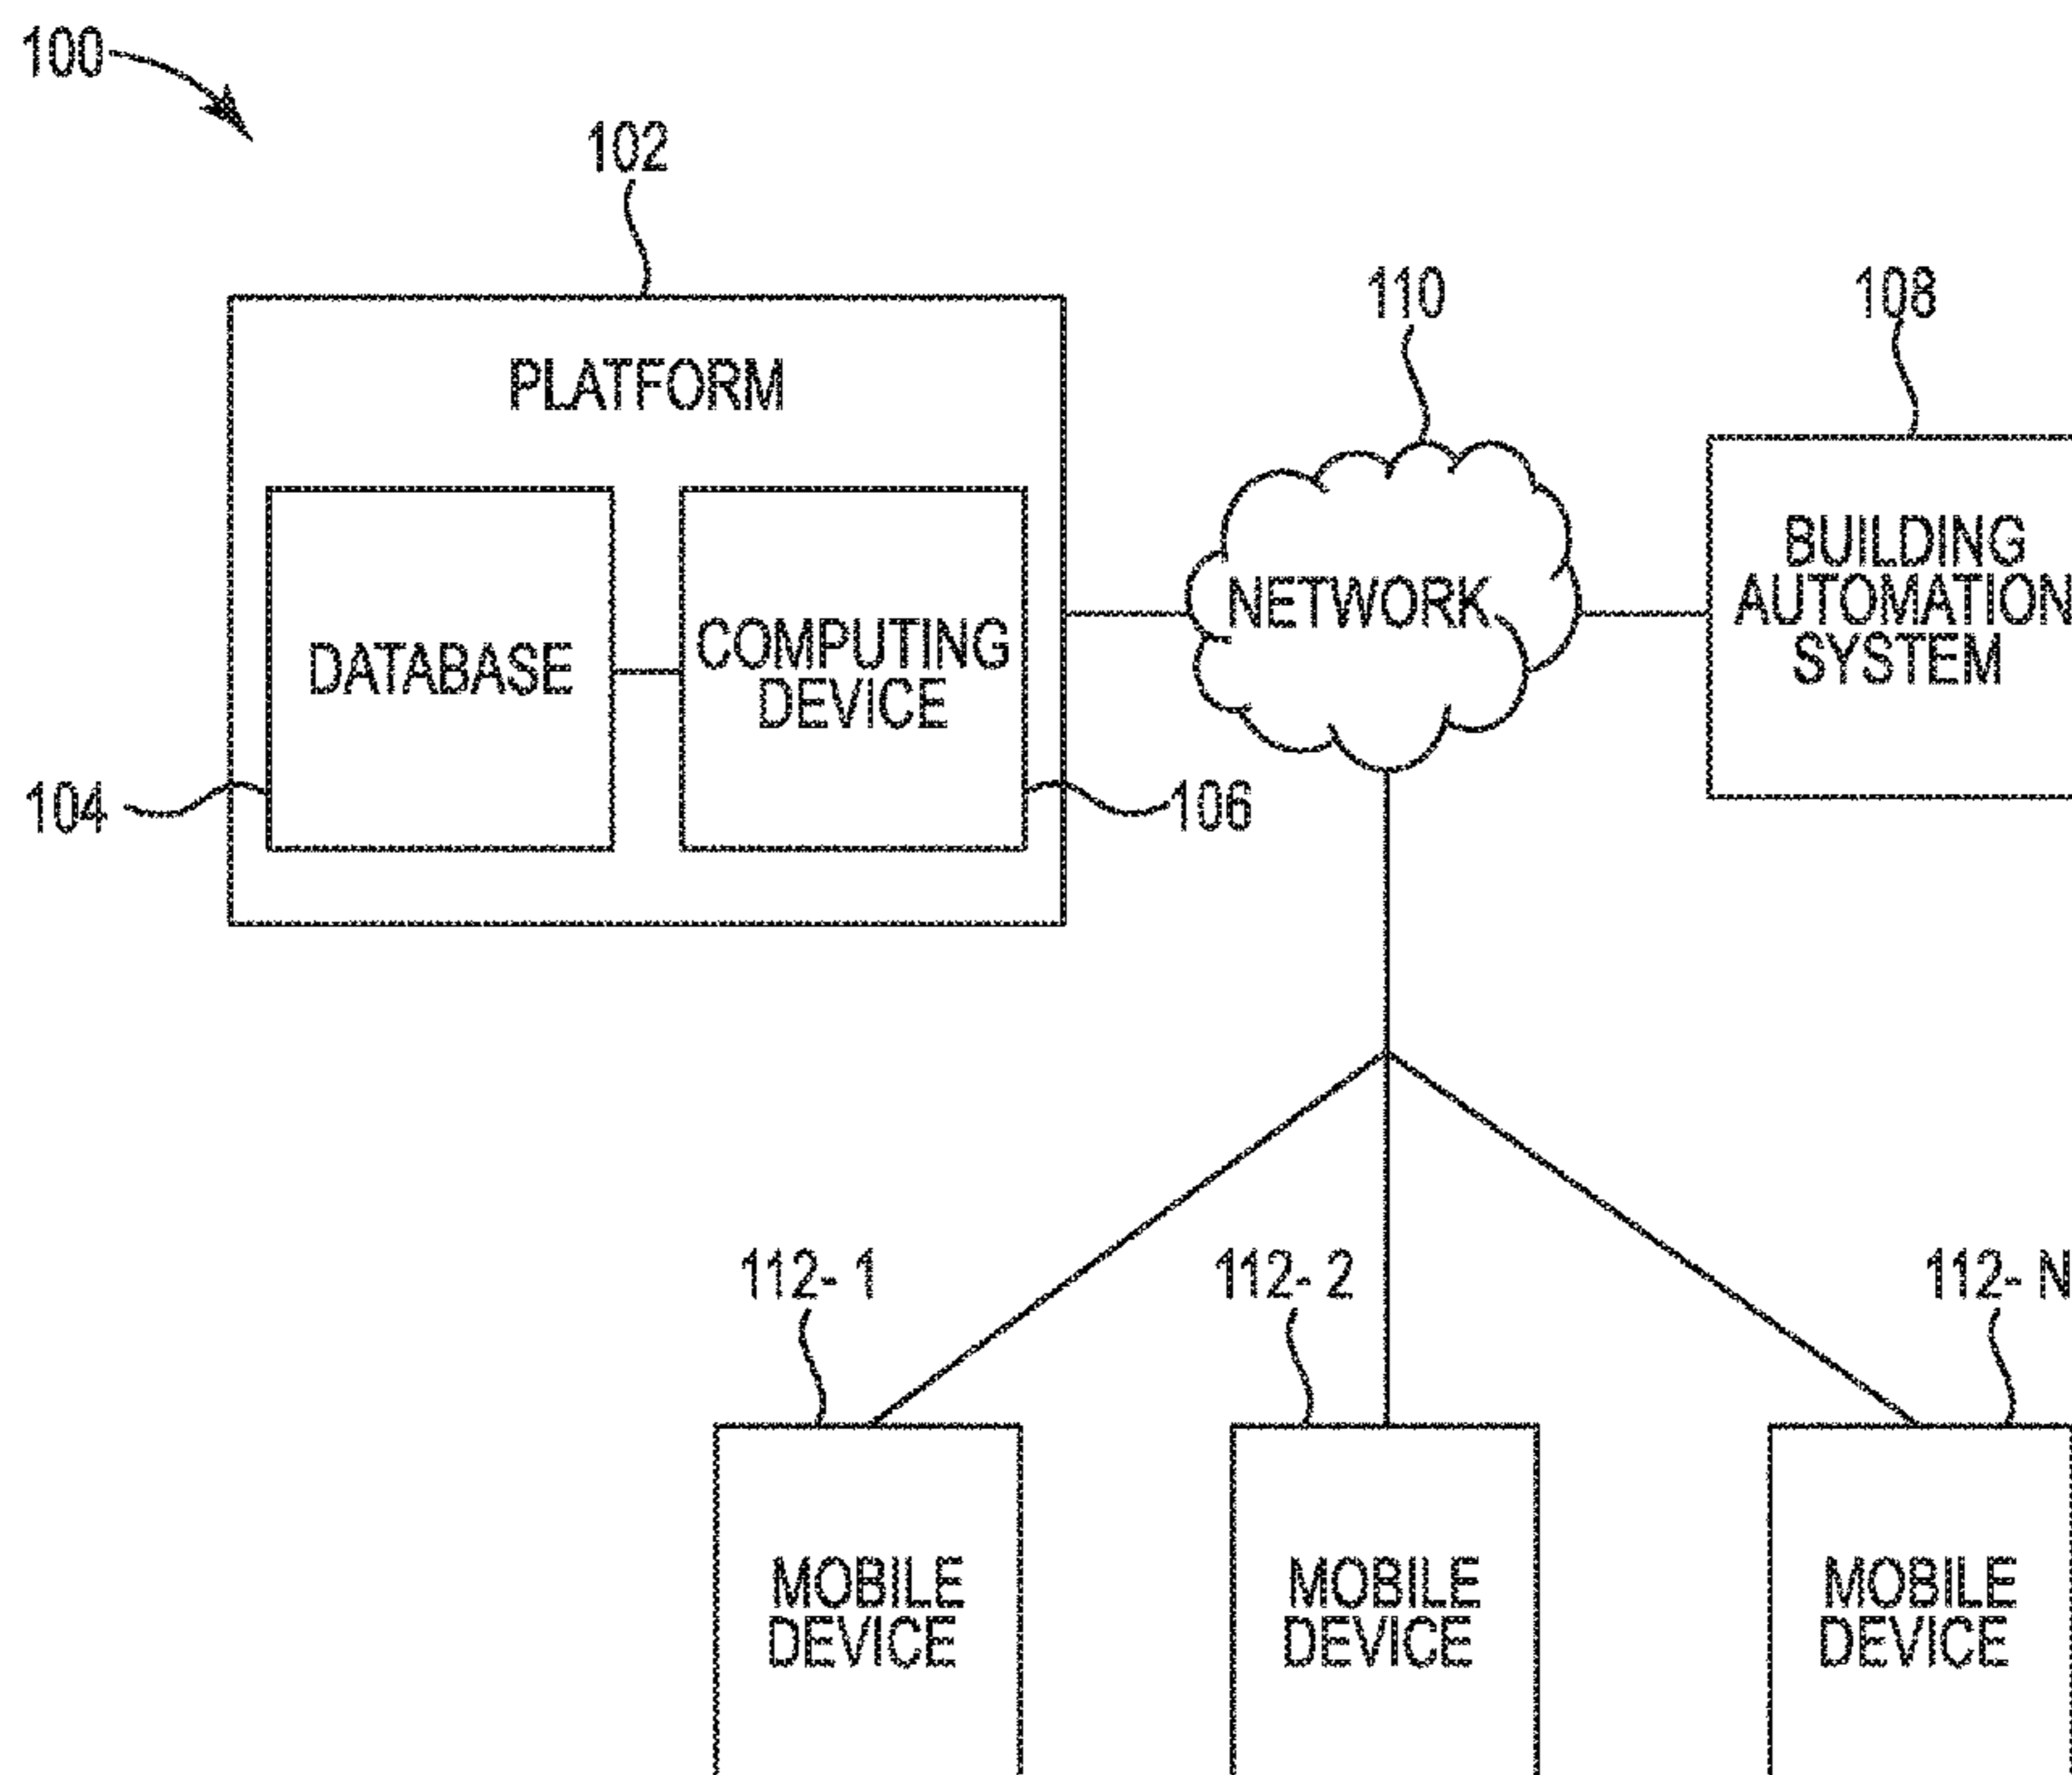 100
102
110
108
PLATFORM
BUILDING
AUTOMATION
SYSTEM
NETWORK
DATABASE
COMPUTING
DEVICE
104
106
112- 1
112- 2
112- N
MOBILE
DEVICE
MOBILE
DEVICE
MOBILE
DEVICE